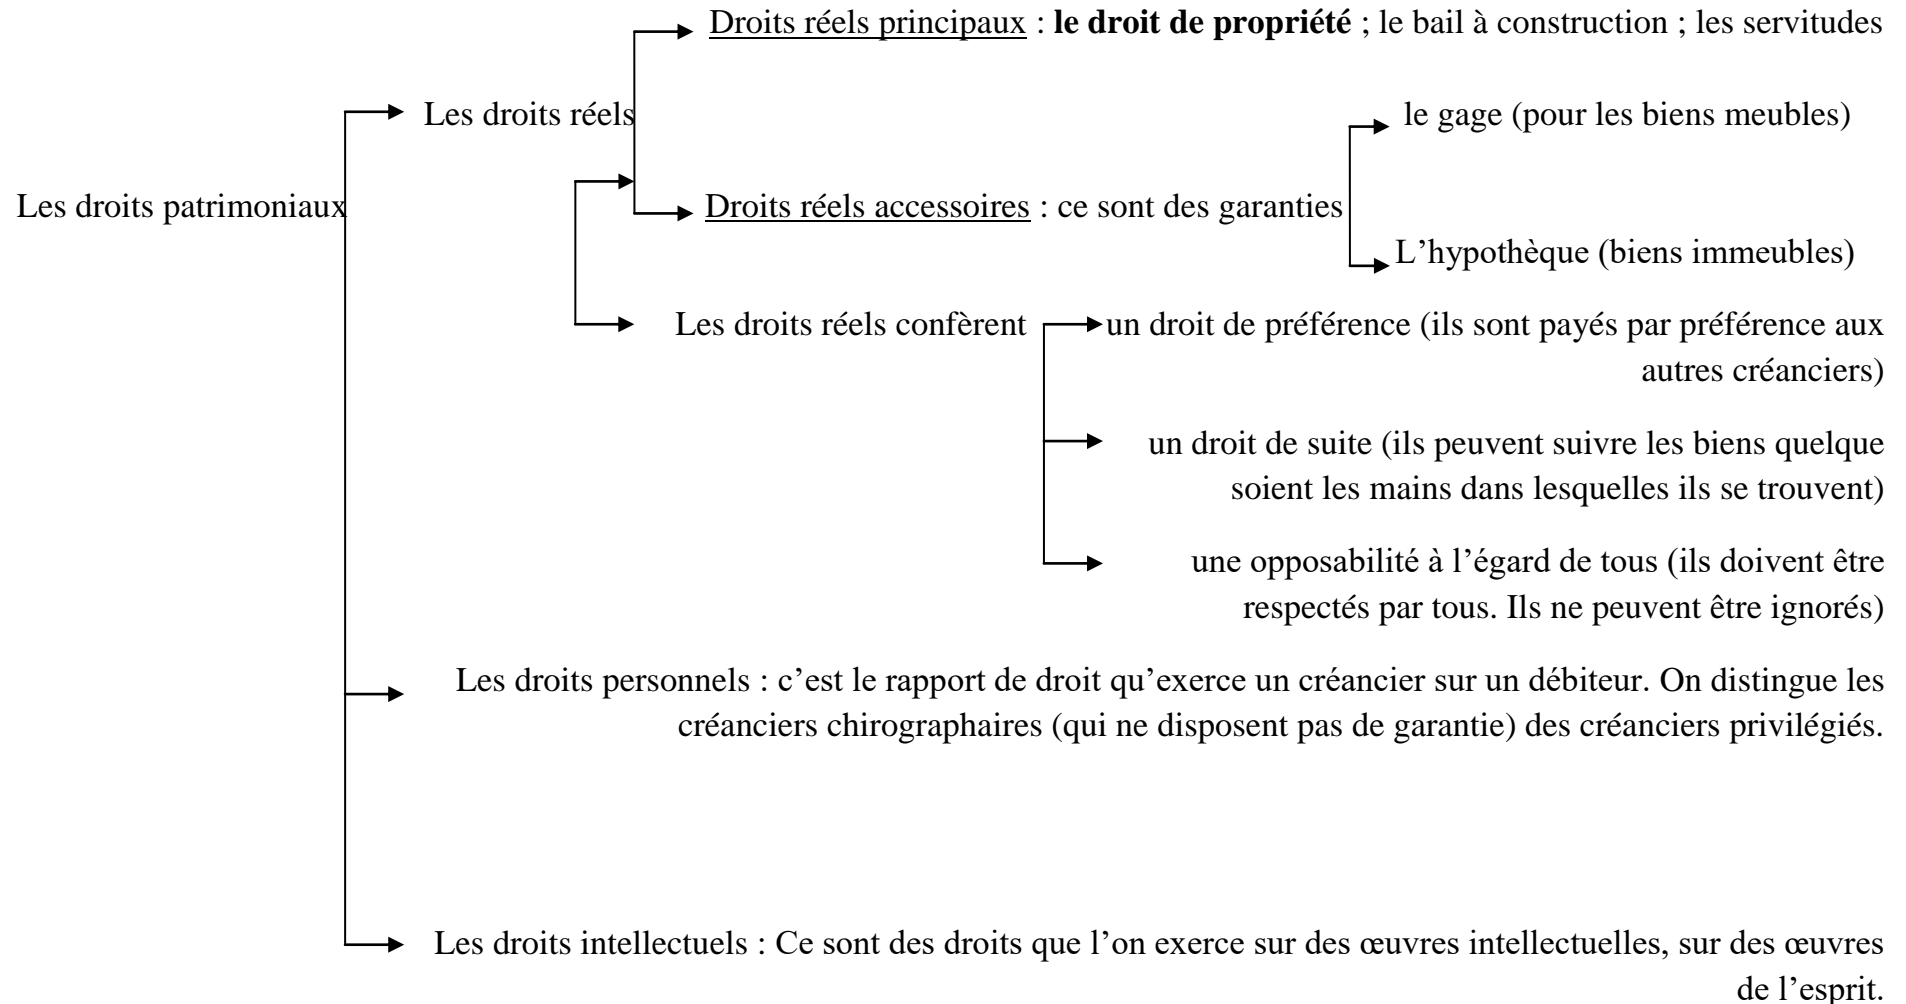 Droits réels principaux : le droit de propriété ; le bail à construction ; les servitudes
Les droits réels
le gage (pour les biens meubles)
Les droits patrimoniaux
Droits réels accessoires : ce sont des garanties
L’hypothèque (biens immeubles)
Les droits réels confèrent
un droit de préférence (ils sont payés par préférence aux
autres créanciers)
un droit de suite (ils peuvent suivre les biens quelque
soient les mains dans lesquelles ils se trouvent)
une opposabilité à l’égard de tous (ils doivent être
respectés par tous. Ils ne peuvent être ignorés)
Les droits personnels : c’est le rapport de droit qu’exerce un créancier sur un débiteur. On distingue les
créanciers chirographaires (qui ne disposent pas de garantie) des créanciers privilégiés.
Les droits intellectuels : Ce sont des droits que l’on exerce sur des œuvres intellectuelles, sur des œuvres
de l’esprit.